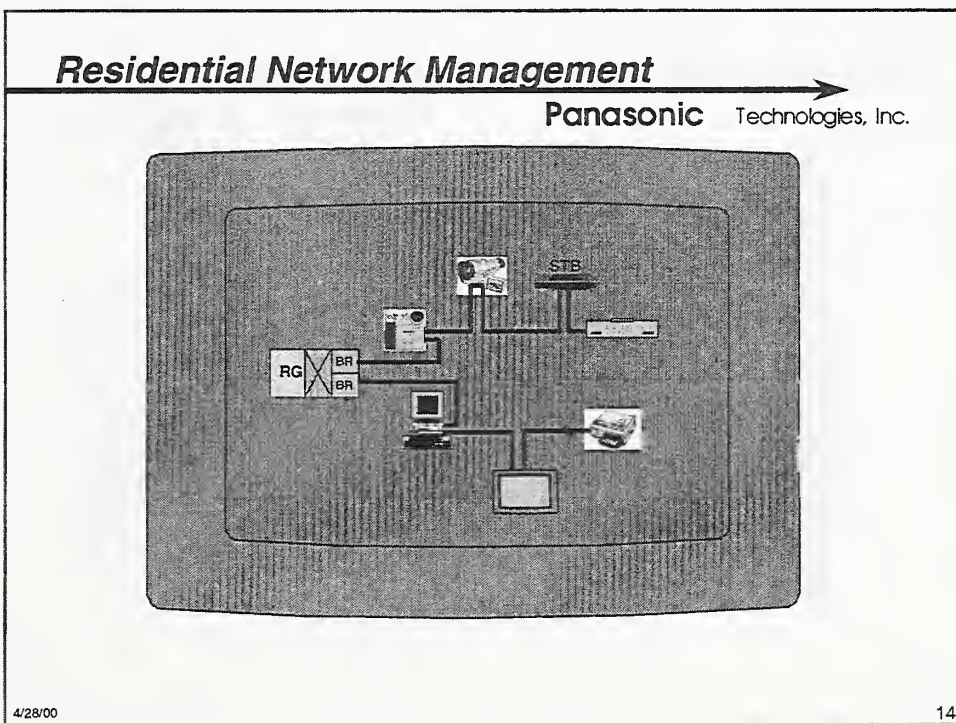 Residential Network Management
Panasonic Technologies, Inc.
STB
RG
BR
BR
4/28/00
14